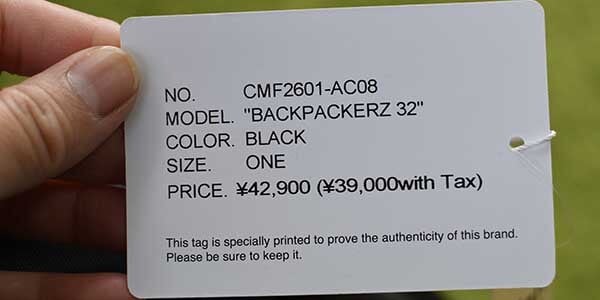 NO. CMF2601-AC08
MODEL. "BACKPACKERZ 32"
COLOR. BLACK
SIZE. ONE
PRICE. ¥42,900 (¥39,000with Tax)
This tag is specially printed to prove the authenticity of this brand.
Please be sure to keep it.